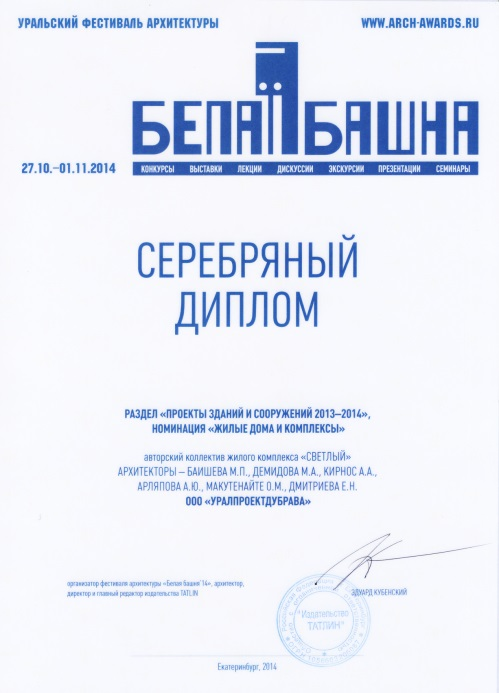 УРАЛЬСКИЙ ФЕСТИВАЛЬ АРХИТЕКТУРЫ
WWW.ARCH-AWARDS.RU
БЕЛАЯ БАШНЯ
27.10.–01.11.2014
КОНКУРСЫ ВЫСТАВКИ ЛЕКЦИИ ДИСКУССИИ ЭКСКУРСИИ ПРЕЗЕНТАЦИИ СЕМИНАРЫ
СЕРЕБРЯНЫЙ
ДИПЛОМ
РАЗДЕЛ «ПРОЕКТЫ ЗДАНИЙ И СООРУЖЕНИЙ 2013–2014»,
НОМИНАЦИЯ «ЖИЛЫЕ ДОМА И КОМПЛЕКСЫ»
авторский коллектив жилого комплекса «СВЕТЛЫЙ»
АРХИТЕКТОРЫ – БАИШЕВА М.П., ДЕМИДОВА М.А., КИРНОС А.А.,
АРЛЯПОВА А.Ю., МАКУТЕНАЙТЕ О.М., ДМИТРИЕВА Е.Н.
ООО «УРАЛПРОЕКТДУБРАВА»
организатор фестиваля архитектуры «Белая башня'14», архитектор,
директор и главный редактор издательства TATLIN
ЭДУАРД КУБЕНСКИЙ
"Издательство
ТАТЛИН"
Екатеринбург, 2014